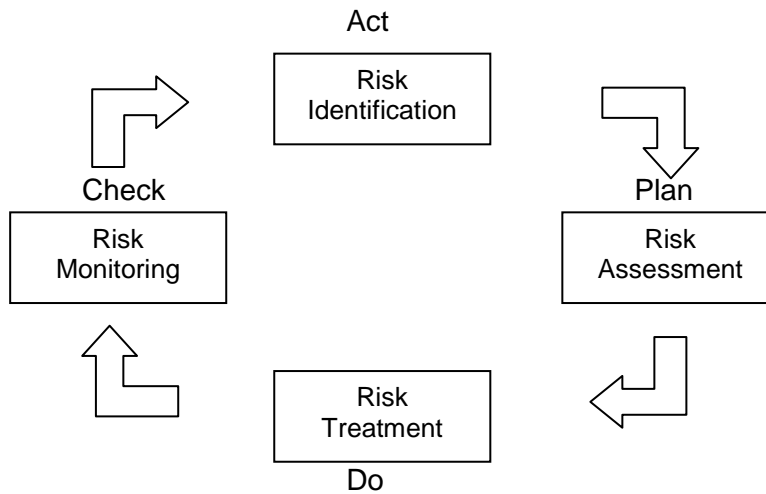 Act
Risk
Identification
Check
Plan
Risk
Monitoring
Risk
Assessment
Risk
Treatment
Do